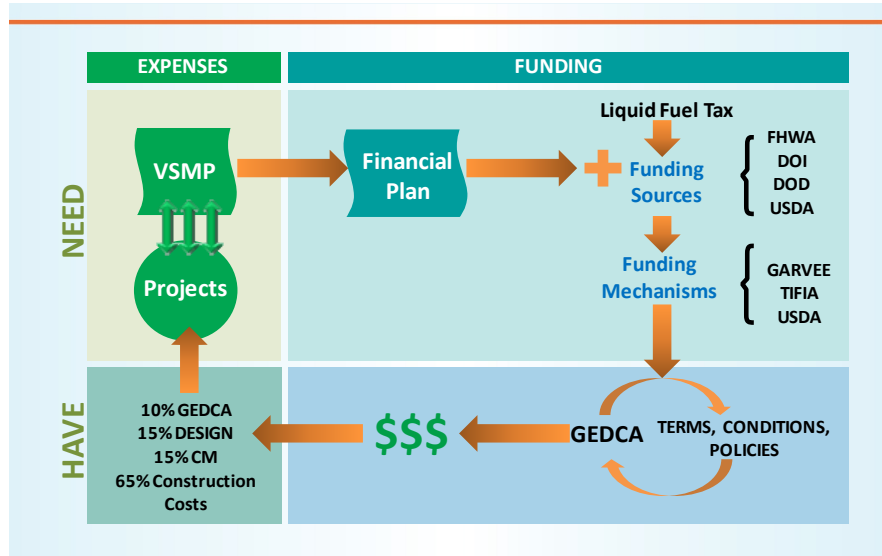 EXPENSES
FUNDING
NEED
VSMP
Projects
Financial
Plan
Liquid Fuel Tax
Funding
Sources
FHWA
DOI
DOD
USDA
Funding
Mechanisms
GARVEE
TIFIA
USDA
HAVE
10% GEDCA
15% DESIGN
15% CM
65% Construction
Costs
$$$
GEDCA
TERMS, CONDITIONS,
POLICIES